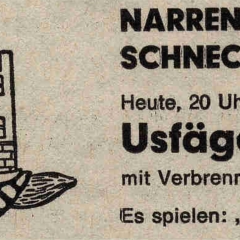 NARREN
SCHNEC
Heute, 20 Uh
Usfäge
mit Verbrenn
Es spielen: „